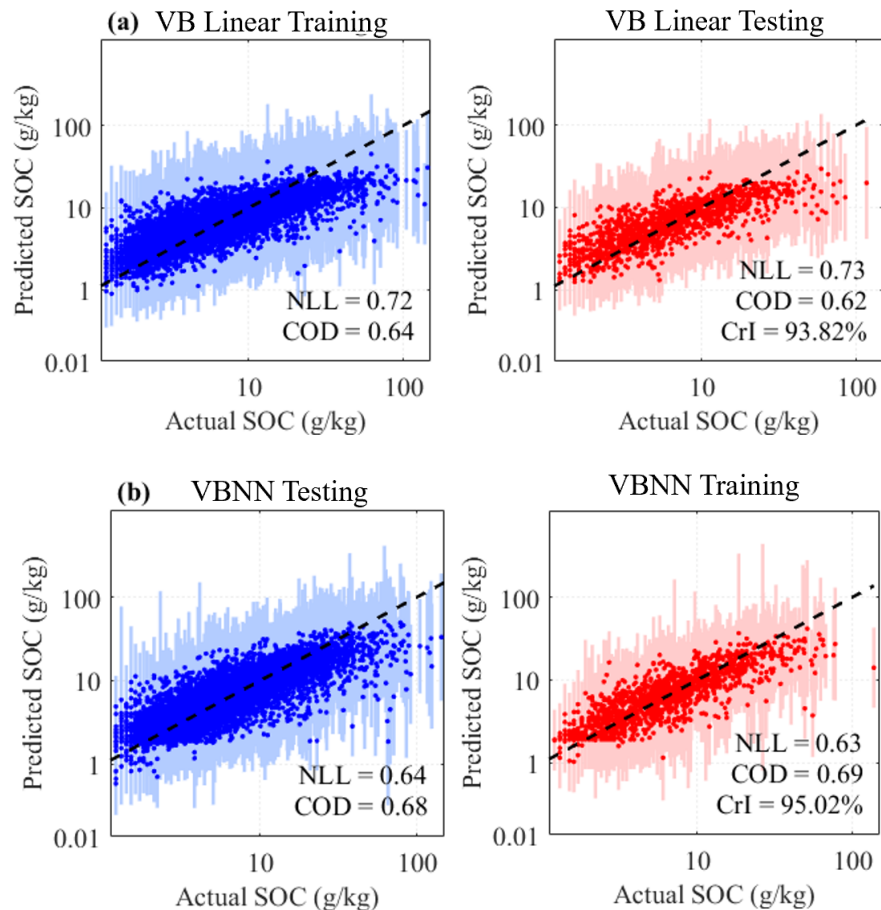 (a) VB Linear Training
VB Linear Testing
Predicted SOC (g/kg)
100
10
1
0.01
NLL = 0.72
COD = 0.64
10
100
Actual SOC (g/kg)
Predicted SOC (g/kg)
100
10
1
0.01
NLL = 0.73
COD = 0.62
CrI = 93.82%
10
100
Actual SOC (g/kg)
(b) VBNN Testing
VBNN Training
Predicted SOC (g/kg)
100
10
1
0.01
NLL = 0.64
COD = 0.68
10
100
Actual SOC (g/kg)
Predicted SOC (g/kg)
100
10
1
0.01
NLL = 0.63
COD = 0.69
CrI = 95.02%
10
100
Actual SOC (g/kg)